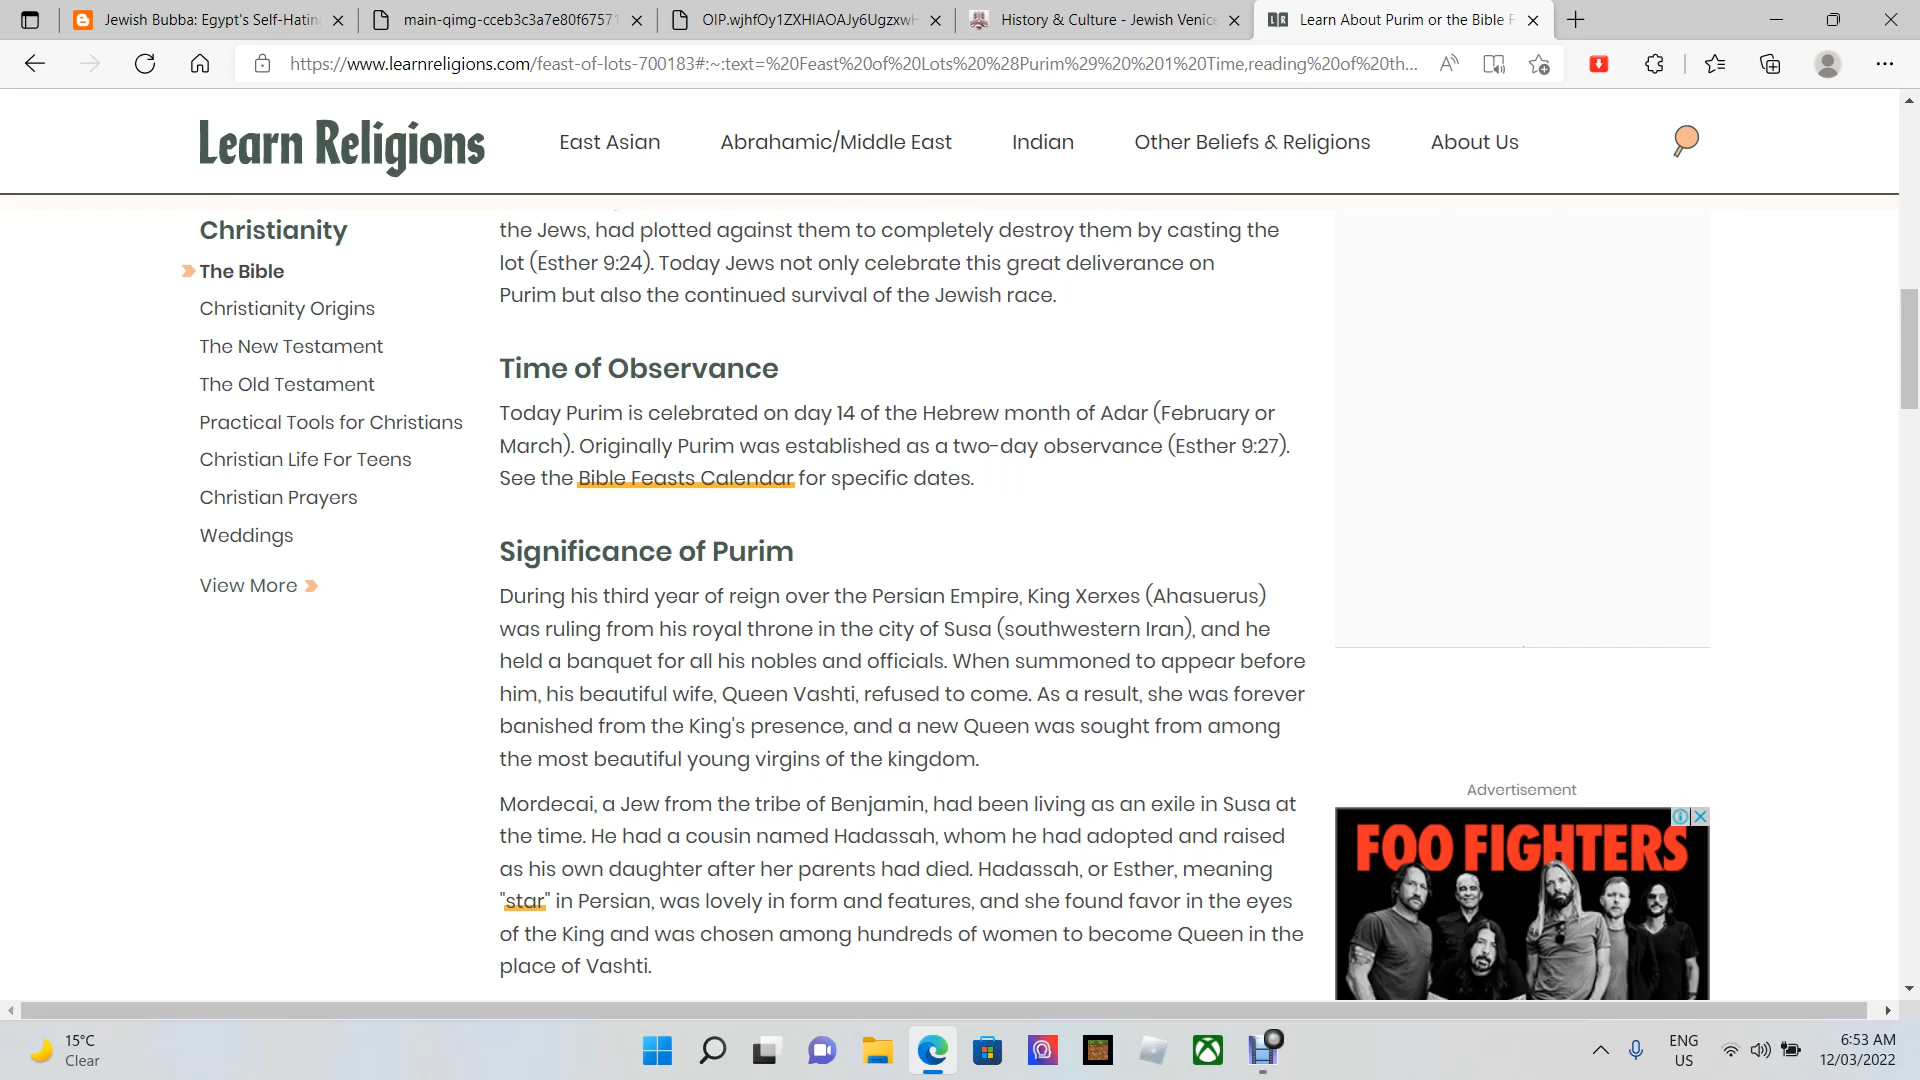 Jewish Bubba: Egypt's Self-Hatin
main-qimg-cceb3c3a7e80f67571
OIP.wjhfOy1ZXHIAOAJy6UgzxwH
History & Culture - Jewish Venice
Learn About Purim or the Bible F
https://www.learnreligions.com/feast-of-lots-700183#:~:text=%20Feast%20of%20Lots%20%28Purim%29%20%201%20Time,reading%20of%20th...
Learn Religions
East Asian
Abrahamic/Middle East
Indian
Other Beliefs & Religions
About Us
Christianity
The Bible
Christianity Origins
The New Testament
The Old Testament
Practical Tools for Christians
Christian Life For Teens
Christian Prayers
Weddings
View More
the Jews, had plotted against them to completely destroy them by casting the
lot (Esther 9:24). Today Jews not only celebrate this great deliverance on
Purim but also the continued survival of the Jewish race.
Time of Observance
Today Purim is celebrated on day 14 of the Hebrew month of Adar (February or
March). Originally Purim was established as a two-day observance (Esther 9:27).
See the Bible Feasts Calendar for specific dates.
Significance of Purim
During his third year of reign over the Persian Empire, King Xerxes (Ahasuerus)
was ruling from his royal throne in the city of Susa (southwestern Iran), and he
held a banquet for all his nobles and officials. When summoned to appear before
him, his beautiful wife, Queen Vashti, refused to come. As a result, she was forever
banished from the King's presence, and a new Queen was sought from among
the most beautiful young virgins of the kingdom.
Mordecai, a Jew from the tribe of Benjamin, had been living as an exile in Susa at
the time. He had a cousin named Hadassah, whom he had adopted and raised
as his own daughter after her parents had died. Hadassah, or Esther, meaning
"star" in Persian, was lovely in form and features, and she found favor in the eyes
of the King and was chosen among hundreds of women to become Queen in the
place of Vashti.
Advertisement
FOO FIGHTERS
15°C
Clear
ENG
US
6:53 AM
12/03/2022